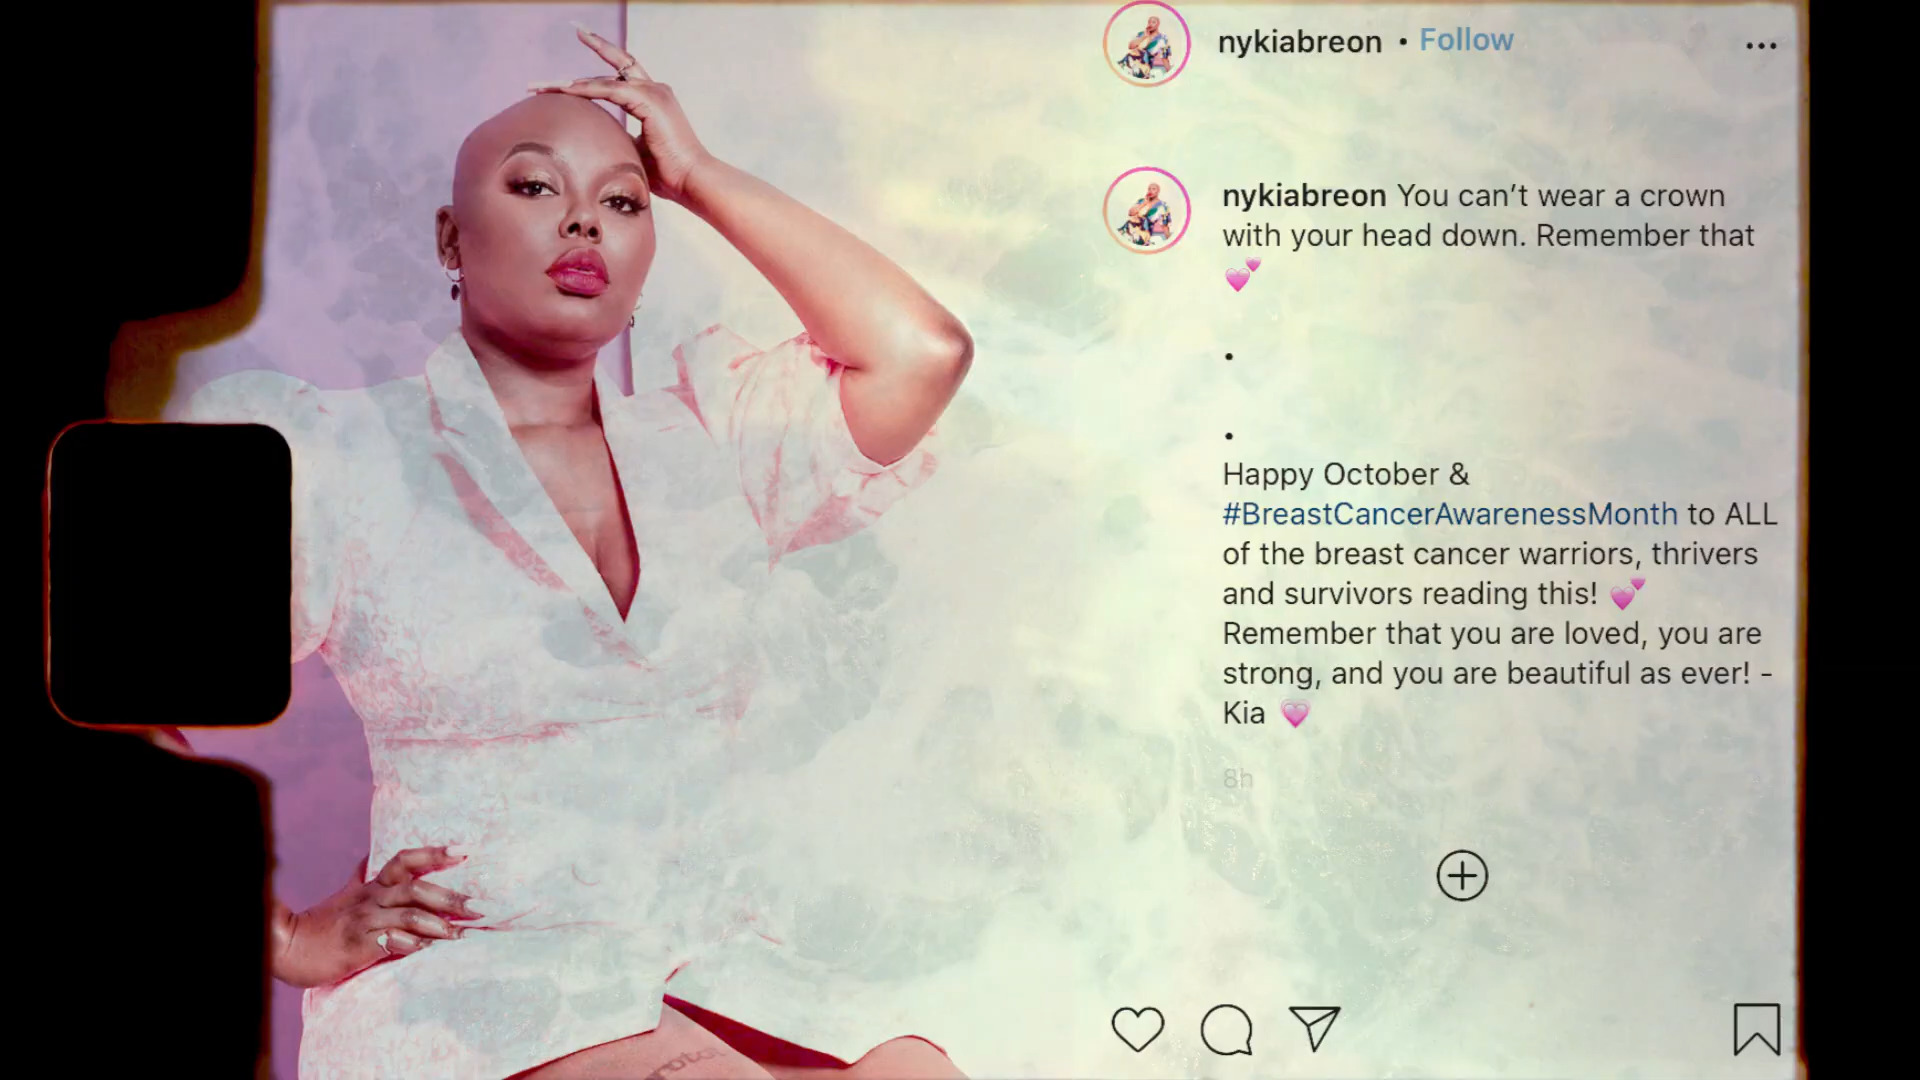 nykiabreon • Follow
nykiabreon You can’t wear a crown
with your head down. Remember that
💕
•
•
Happy October &
#BreastCancerAwarenessMonth to ALL
of the breast cancer warriors, thrivers
and survivors reading this! 💕
Remember that you are loved, you are
strong, and you are beautiful as ever! -
Kia 💗
8h